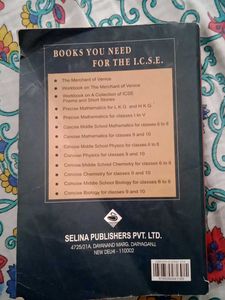 BOOKS YOU NEED
FOR THE I.C.S.E.
The Merchant of Venice
Workbook on The Merchant of Venice
Workbook on A Collection of ICSE
Poems and Short Stories
Precise Mathematics for L.K.G. and H.K.G.
Precise Mathematics for classes I to V
Concise Middle School Mathematics for classes 6 to 8
Concise Mathematics for classes 9 and 10
Concise Middle School Physics for classes 6 to 8
Concise Physics for classes 9 and 10
Concise Middle School Chemistry for classes 6 to 8
Concise Chemistry for classes 9 and 10
Concise Middle School Biology for classes 6 to 8
Concise Biology for classes 9 and 10
SELINA PUBLISHERS PVT. LTD.
4725/21A, DAYANAND MARG, DARYAGANJ,
NEW DELHI - 110002